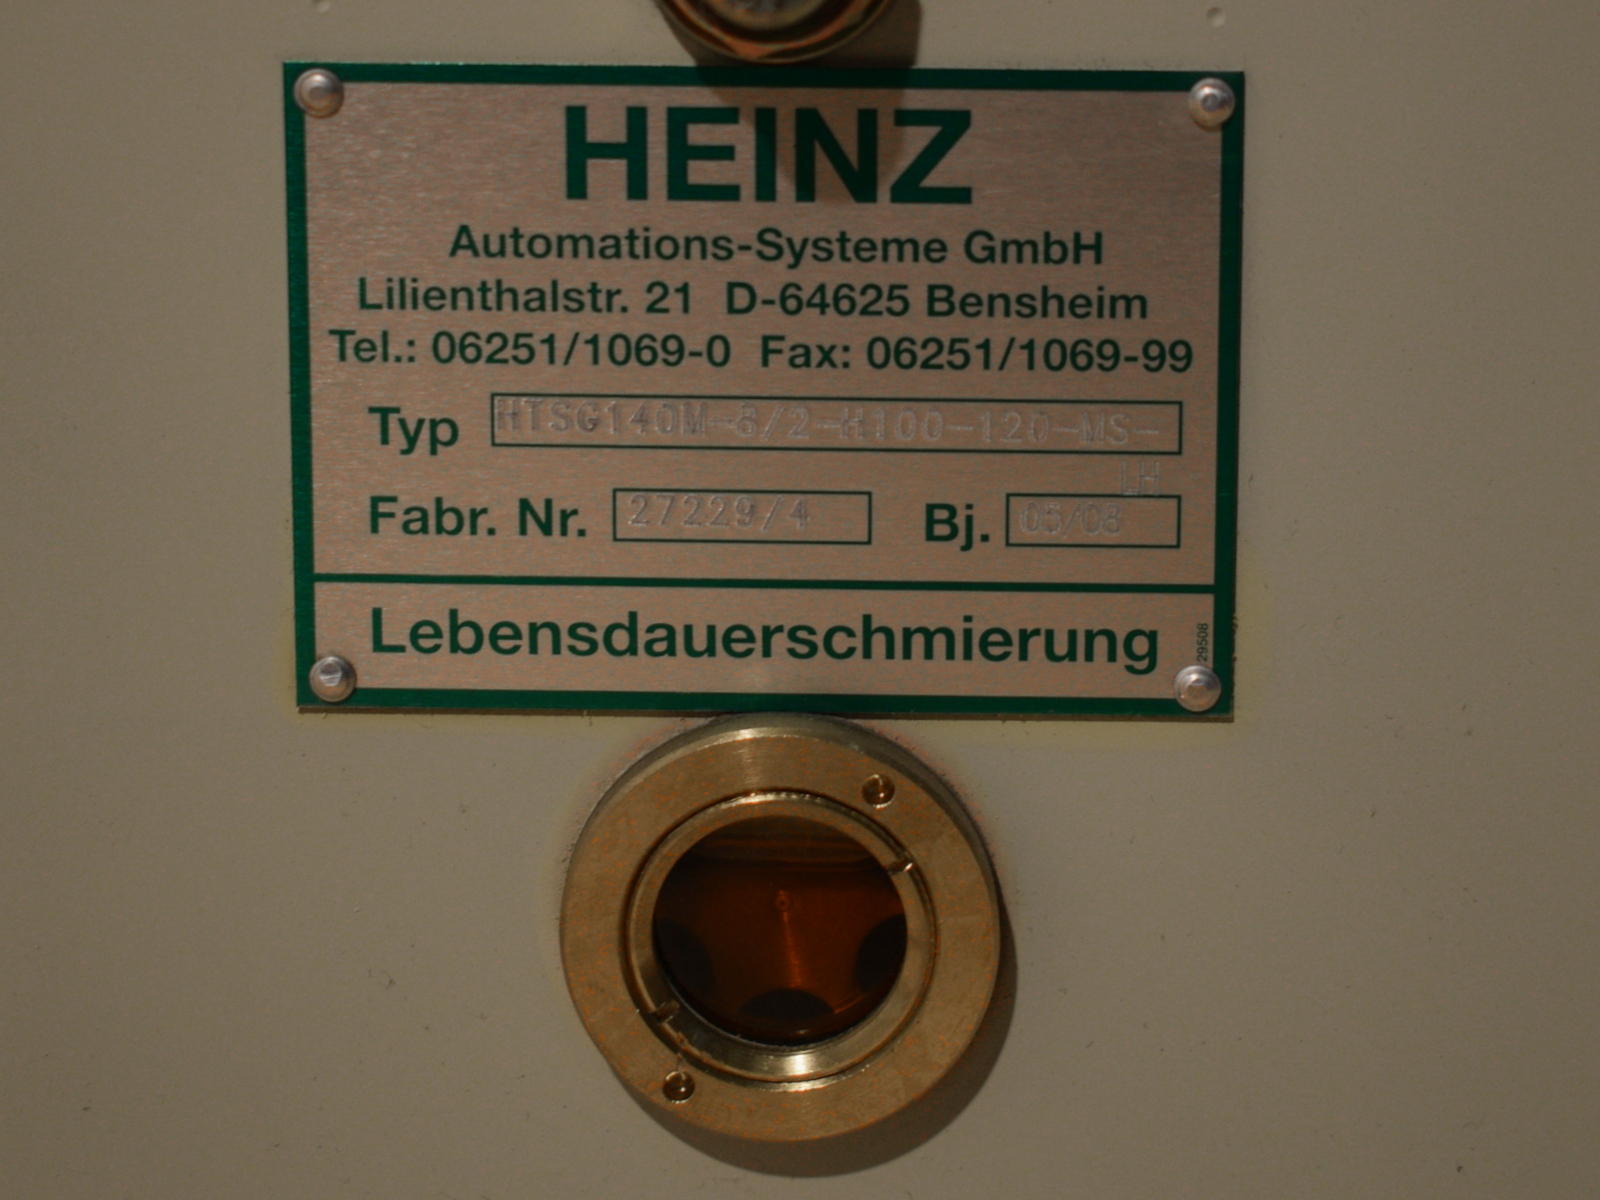 HEINZ
Automations-Systeme GmbH
Lilienthalstr. 21 D-64625 Bensheim
Tel.: 06251/1069-0 Fax: 06251/1069-99
Typ HTSG140M-8/2-H100-120-MS-
LH
Fabr. Nr. 27229/4 Bj. 05/08
Lebensdauerschmierung
29508